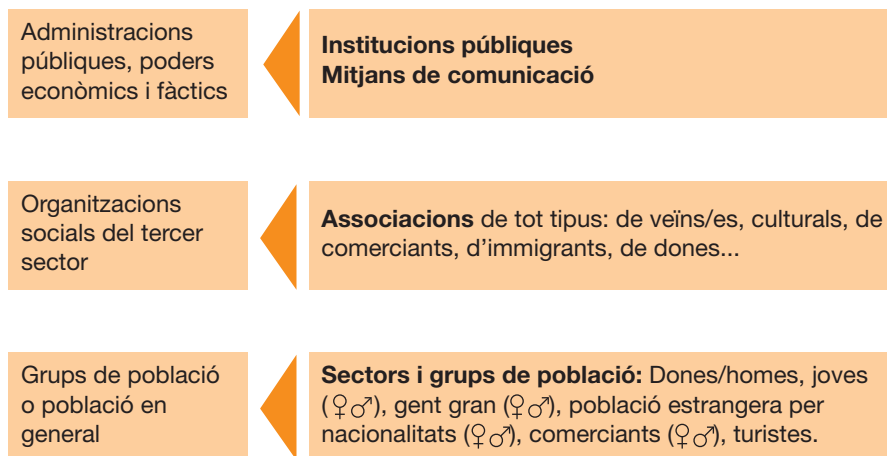 Administracions
públiques, poders
econòmics i fàctics
Institucions públiques
Mitjans de comunicació
Organitzacions
socials del tercer
sector
Associacions de tot tipus: de veïns/es, culturals, de
comerciants, d'immigrants, de dones...
Grups de població
o població en
general
Sectors i grups de població: Dones/homes, joves
(♀♂), gent gran (♀♂), població estrangera per
nacionalitats (♀♂), comerciants (♀♂), turistes.